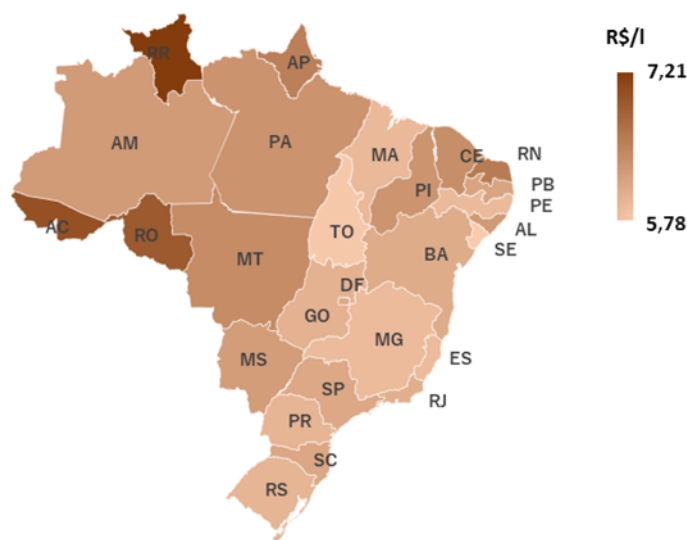 R$/l
7,21
5,78
RR
AP
AM
PA
MA
CE
RN
PI
PB
PE
AL
SE
AC
RO
TO
MT
BA
DF
GO
MG
MS
ES
SP
RJ
PR
SC
RS